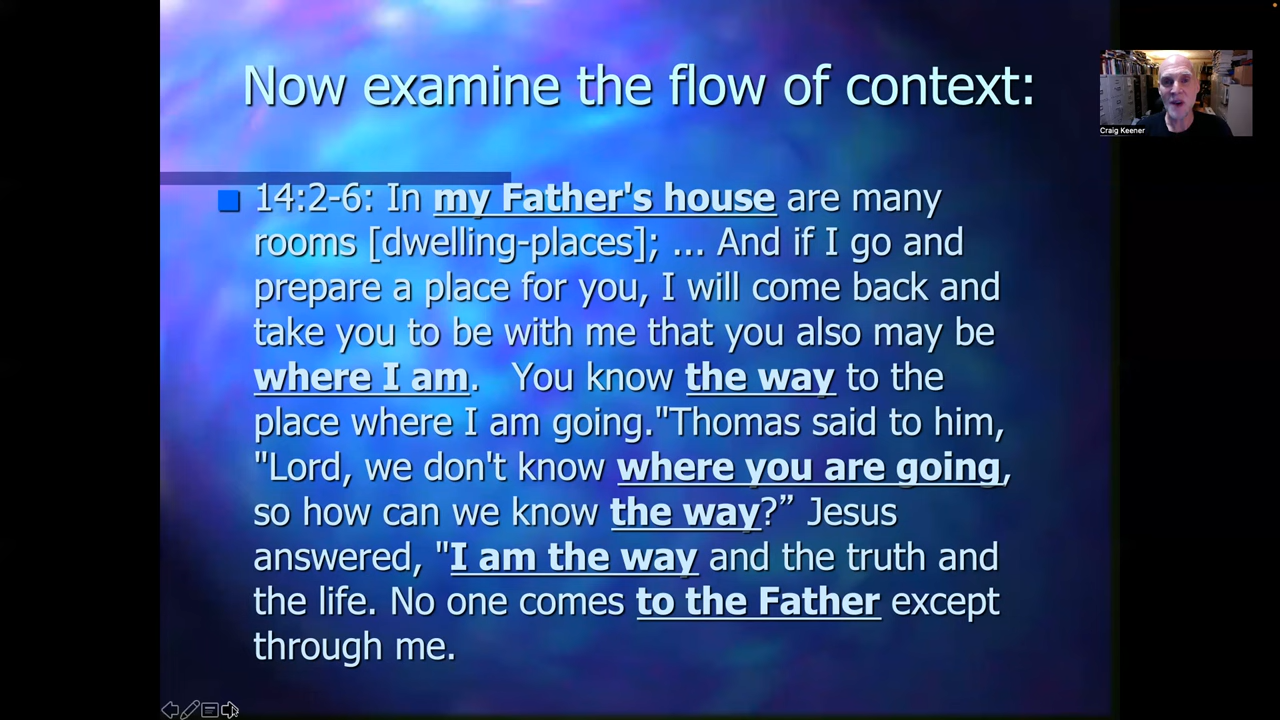 Now examine the flow of context:
Craig Keener
14:2-6: In my Father's house are many
rooms [dwelling-places]; ... And if I go and
prepare a place for you, I will come back and
take you to be with me that you also may be
where I am. You know the way to the
place where I am going."Thomas said to him,
"Lord, we don't know where you are going,
so how can we know the way?” Jesus
answered, "I am the way and the truth and
the life. No one comes to the Father except
through me.